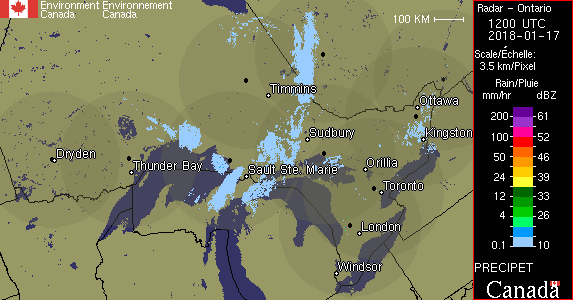 Environment Environnement
Canada Canada
100 KM
Timmins
Ottawa
Sudbury
Kingston
Dryden
Thunder Bay
Orillia
Sault Ste. Marie
Toronto
London
Windsor
Radar - Ontario
1200 UTC
2018-01-17
Scale/Échelle:
3.5 km/Pixel
Rain/Pluie
mm/hr dBZ
200 61
100 52
50 46
24 39
12 33
4 26
0.1 10
PRECIPET
Canada